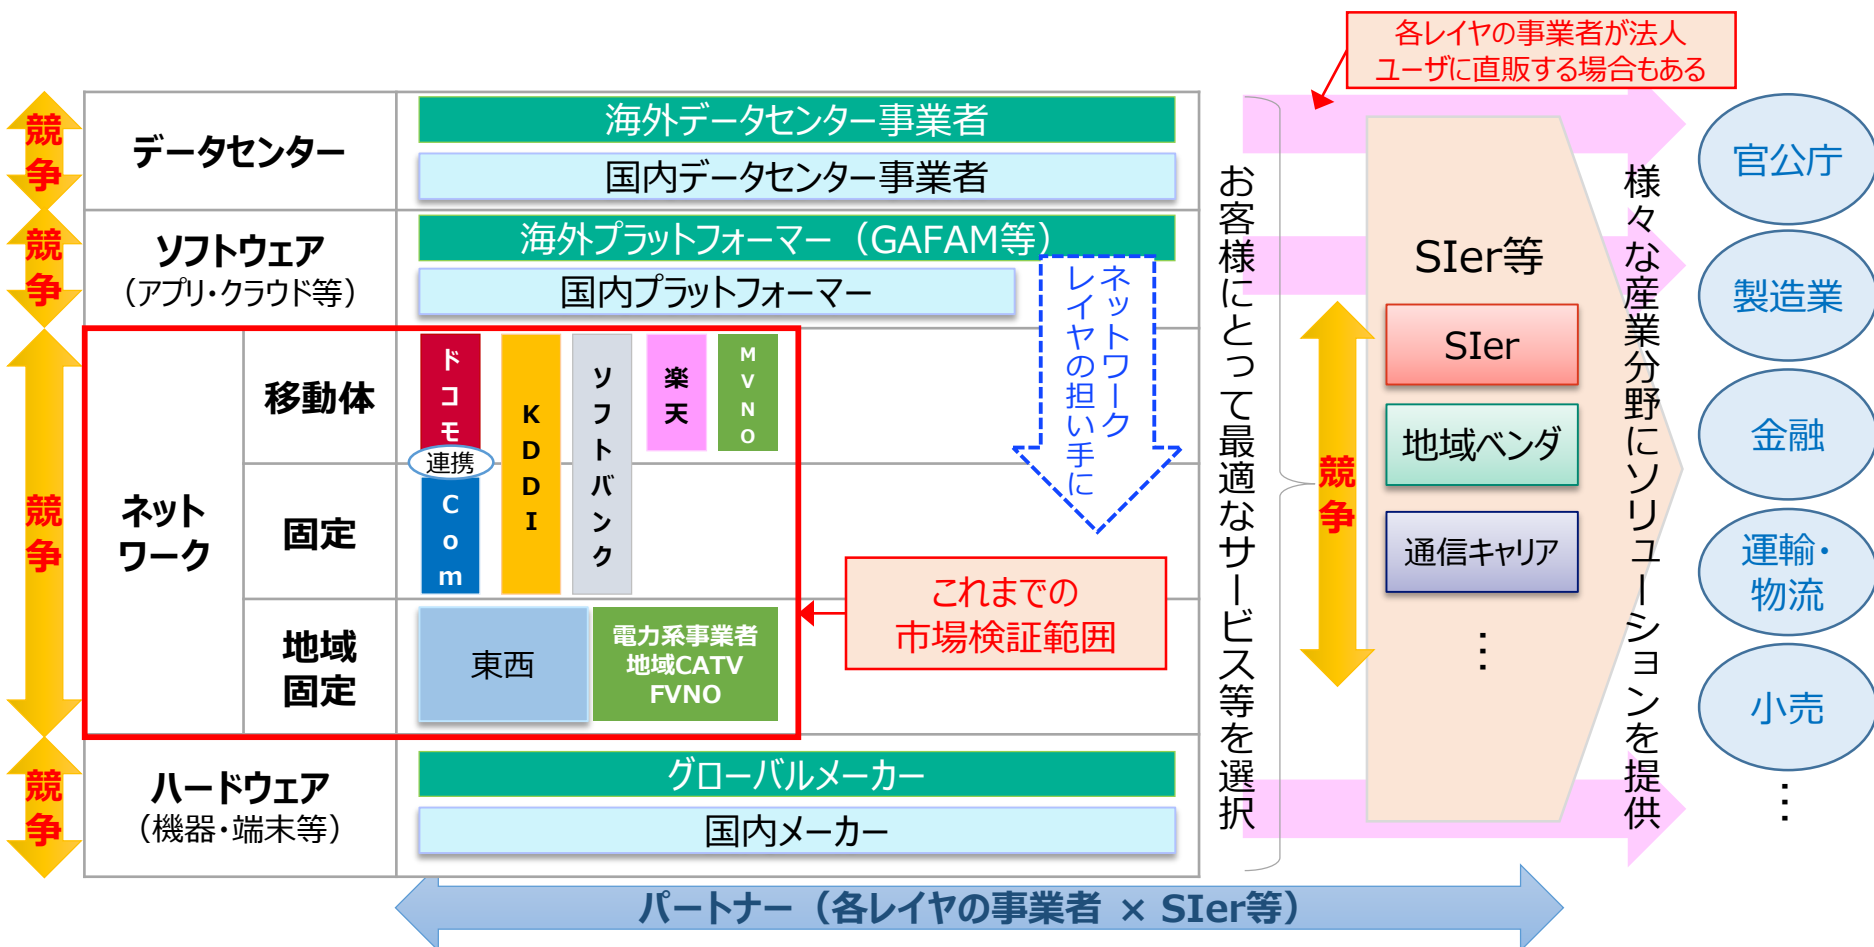 各レイヤの事業者が法人
ユーザに直販する場合もある
競争
データセンター
海外データセンター事業者
国内データセンター事業者
競争
ソフトウェア
（アプリ・クラウド等）
海外プラットフォーマー（GAFAM等）
国内プラットフォーマー
ネットワーク
レイヤの担い手に
競争
ネット
ワーク
移動体
固定
地域
固定
ドコモ
連携
Com
KDDI
ソフトバンク
楽天
MVNO
東西
電力系事業者
地域CATV
FVNO
これまでの
市場検証範囲
競争
ハードウェア
（機器・端末等）
グローバルメーカー
国内メーカー
お客様にとって最適なサービス等を選択
競争
SIer等
SIer
地域ベンダ
通信キャリア
…
様々な産業分野にソリューションを提供
官公庁
製造業
金融
運輸・
物流
小売
…
パートナー（各レイヤの事業者 × SIer等）